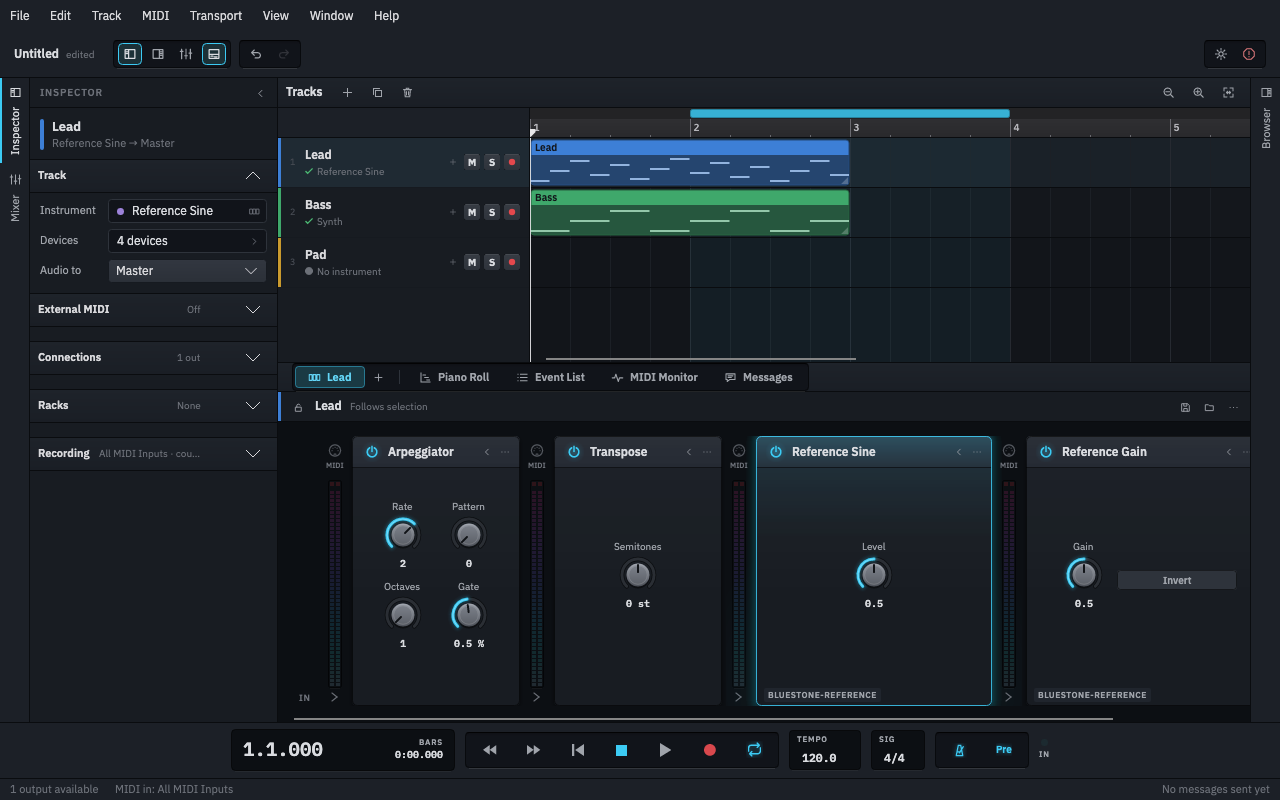 File Edit Track MIDI Transport View Window Help
Untitled edited
INSPECTOR
Tracks
Inspector
Mixer
Browser
Lead
Reference Sine → Master
Track
Instrument Reference Sine
Devices 4 devices
Audio to Master
External MIDI Off
Connections 1 out
Racks None
Recording All MIDI Inputs · cou...
1 2 3 4 5
1 Lead M S
Reference Sine
2 Bass M S
Synth
3 Pad M S
No instrument
Lead
Bass
Lead + Piano Roll Event List MIDI Monitor Messages
Lead Follows selection
MIDI Arpeggiator MIDI Transpose MIDI Reference Sine MIDI Reference Gain
Rate Pattern
2 0
Octaves Gate
1 0.5 %
Semitones
0 st
Level
0.5
Gain
0.5
Invert
IN
BLUESTONE-REFERENCE
BLUESTONE-REFERENCE
1.1.000
BARS
0:00.000
TEMPO
120.0
SIG
4/4
Pre
IN
1 output available MIDI in: All MIDI Inputs No messages sent yet